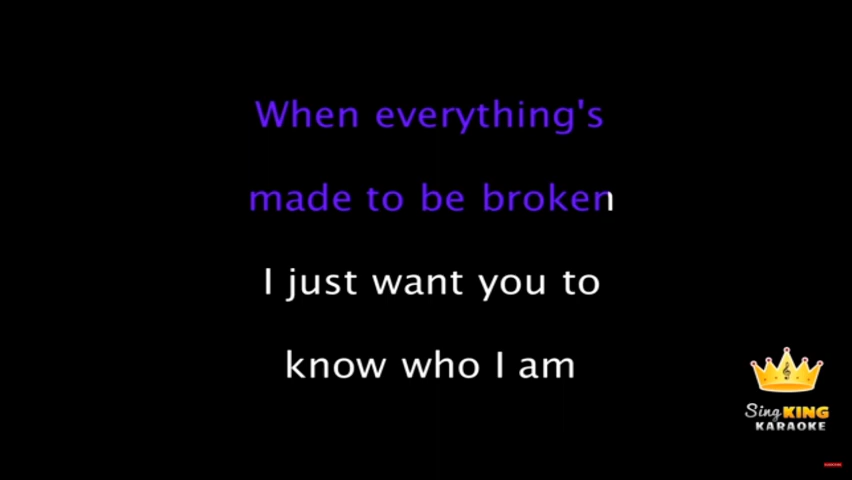 When everything's
made to be broken
I just want you to
know who I am
Sing KING
KARAOKE